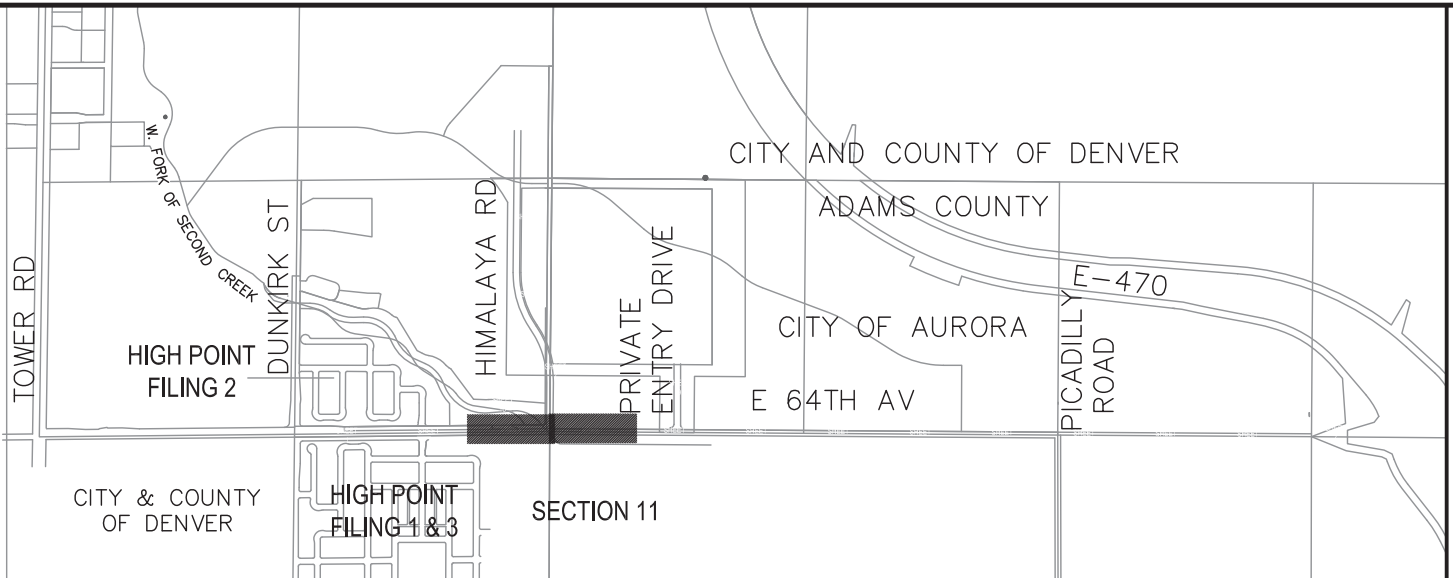 W. FORK OF SECOND CREEK
CITY AND COUNTY OF DENVER
ADAMS COUNTY
TOWER RD
DUNKIRK ST
HIMALAYA RD
PRIVATE
ENTRY DRIVE
E-470
CITY OF AURORA
PICADILLY
ROAD
HIGH POINT
FILING 2
E 64TH AV
CITY & COUNTY
OF DENVER
HIGH POINT
FILING 1 & 3
SECTION 11